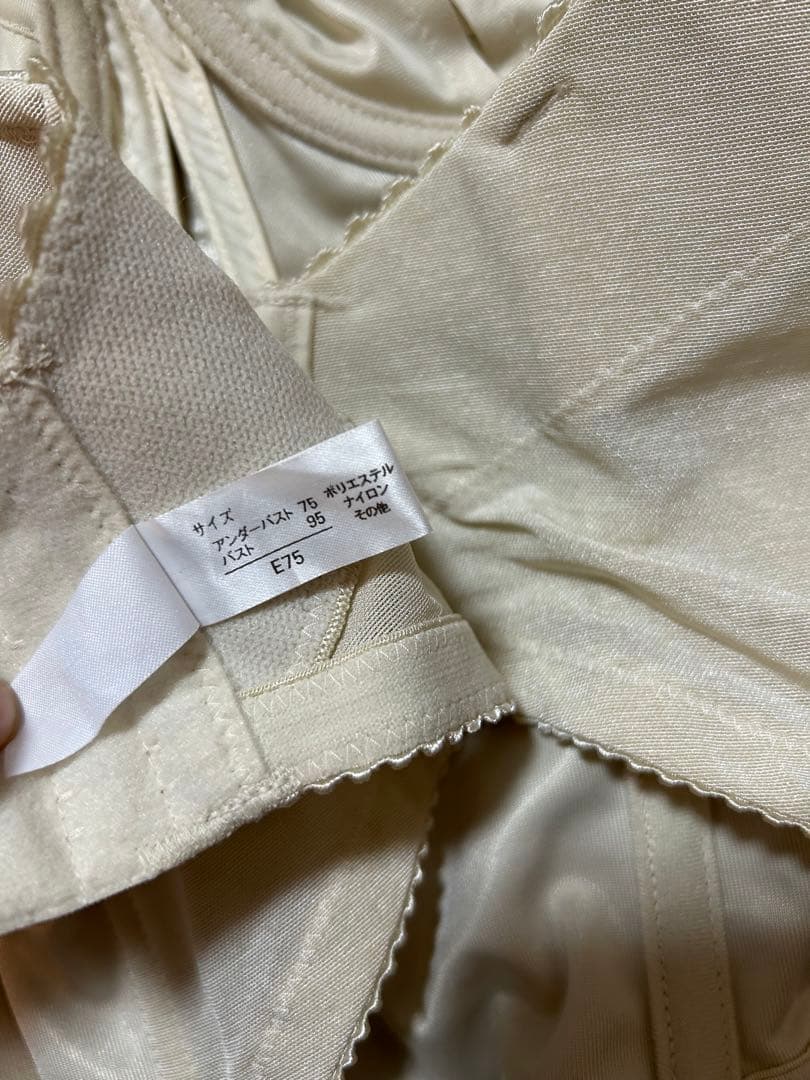 サイズ
アンダーバスト 75
バスト 95
E75
ポリエステル
ナイロン
その他